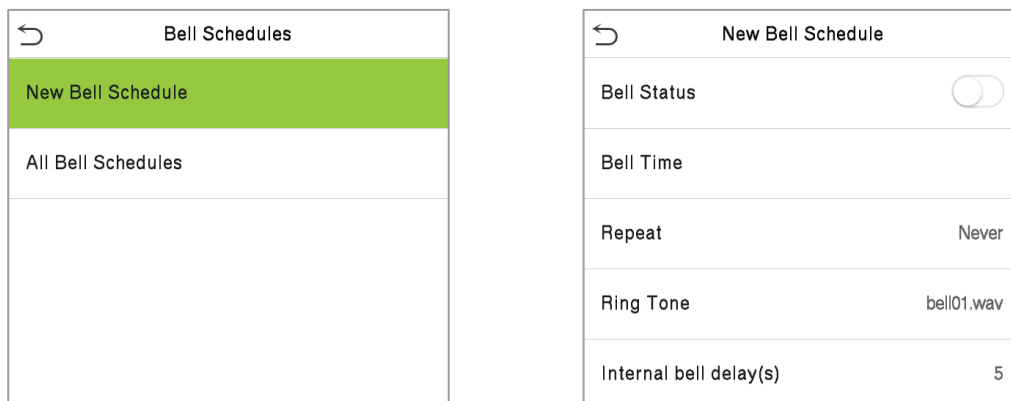 Bell Schedules
New Bell Schedule
All Bell Schedules
New Bell Schedule
Bell Status
Bell Time
Repeat Never
Ring Tone bell01.wav
Internal bell delay(s) 5